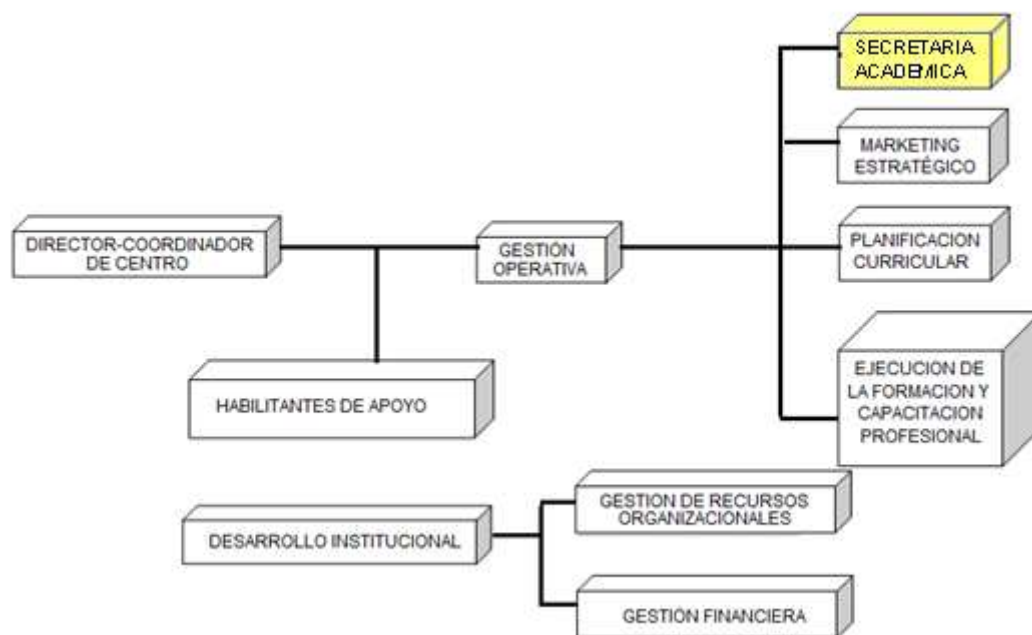 SECRETARIA
ACADEMICA
MARKETING
ESTRATÉGICO
DIRECTOR-COORDINADOR
DE CENTRO
GESTION
OPERATIVA
PLANIFICACION
CURRICULAR
HABILITANTES DE APOYO
EJECUCION DE
LA FORMACION Y
CAPACITACION
PROFESIONAL
DESARROLLO INSTITUCIONAL
GESTION DE RECURSOS
ORGANIZACIONALES
GESTION FINANCIERA